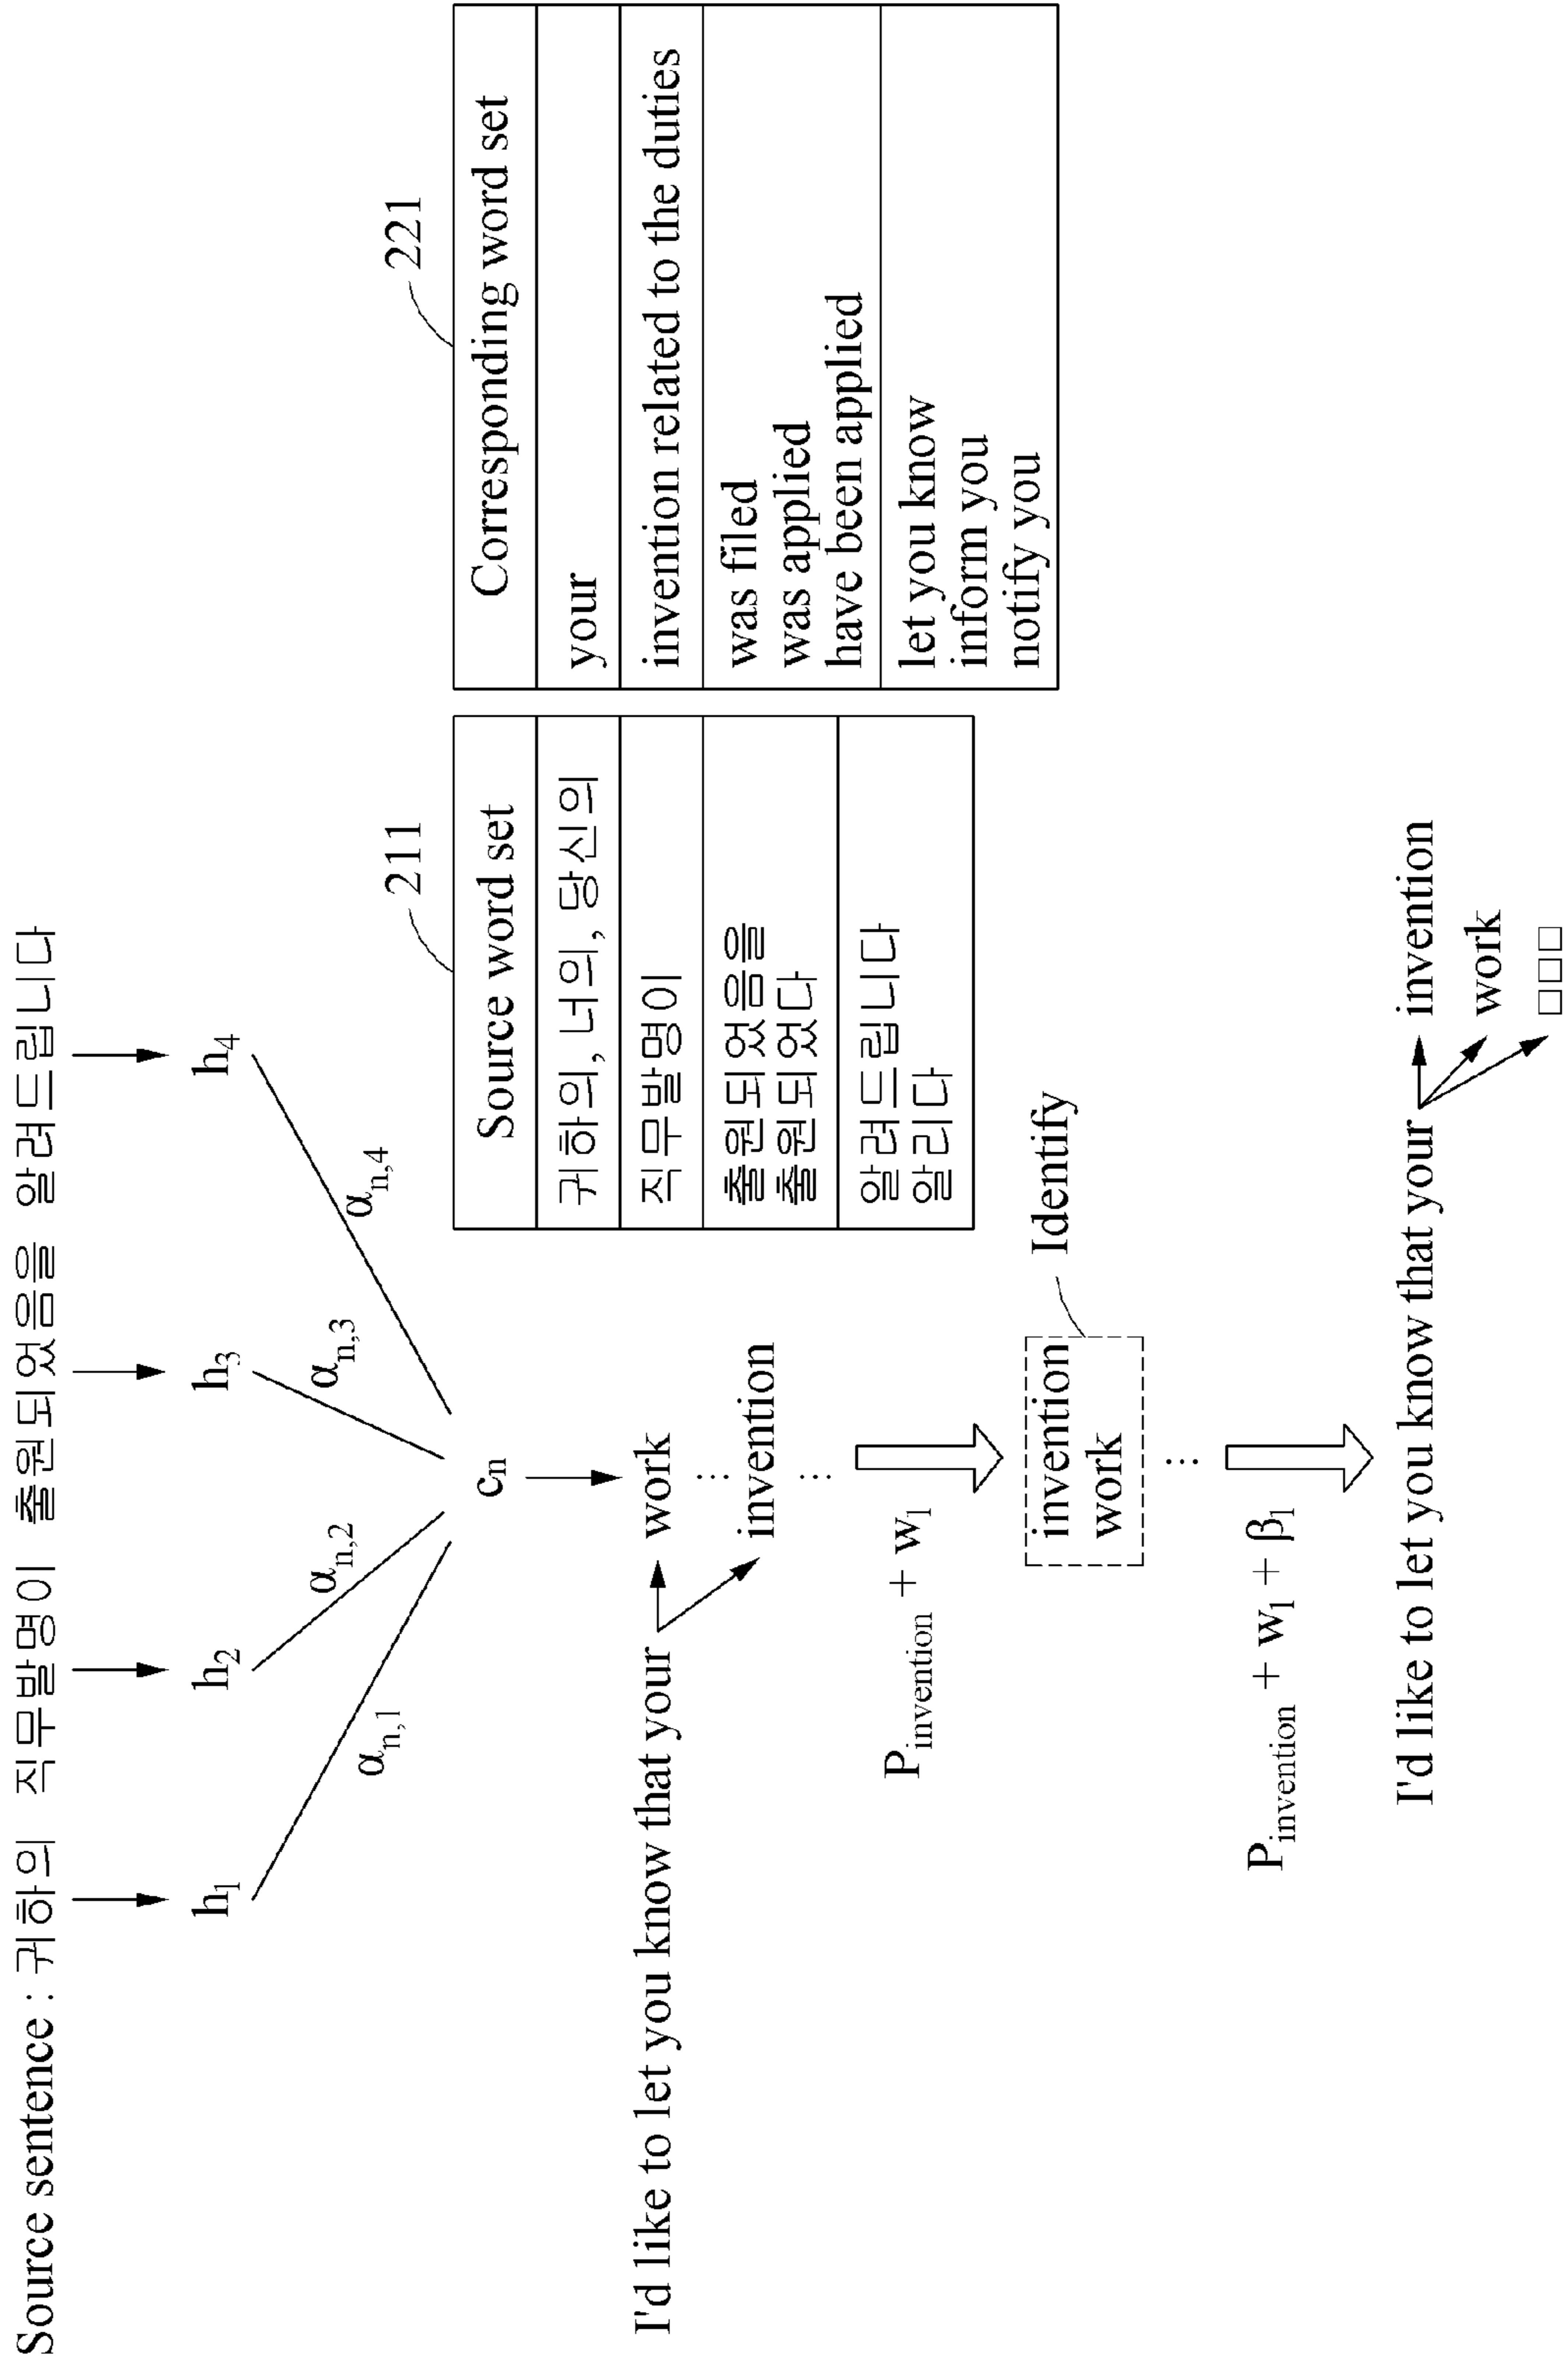 Source sentence : 귀하의 직무발명이 출원되었음을 알려드립니다
h1 h2 h3 h4
αn,1 αn,2 αn,3 αn,4
cn
I'd like to let you know that your work
⋮
invention
⋮
211
Source word set
귀하의, 너의, 당신의
직무발명이
출원되었음을
출원되었다
알려드립니다
알리다
221
Corresponding word set
your
invention related to the duties
was filed
was applied
have been applied
let you know
inform you
notify you
Pinvention + w1
Identify
invention
work
⋮
Pinvention + w1 + β1
I'd like to let you know that your invention
work
□□□